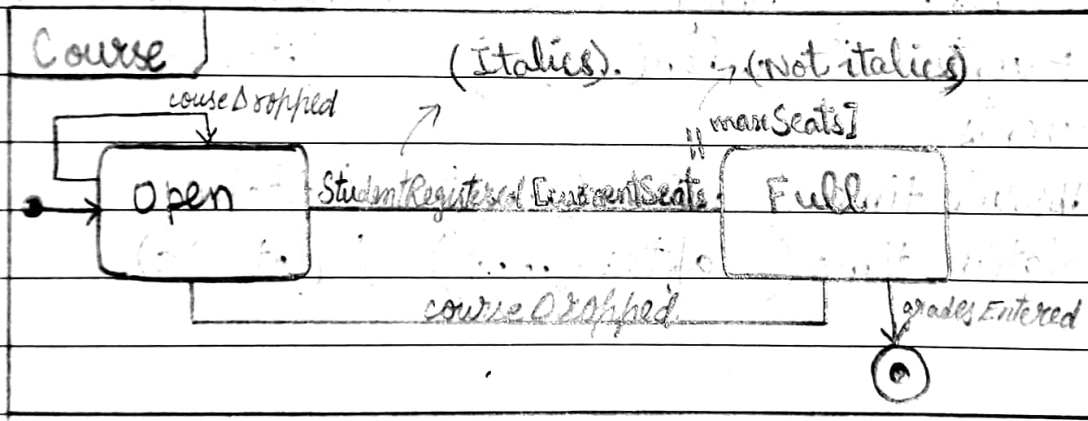 Course
(Italics).
(Not italics)
couseDropped
maxSeats]
Open
StudentRegistered [currentSeats
=
Full
courseDropped
gradesEntered